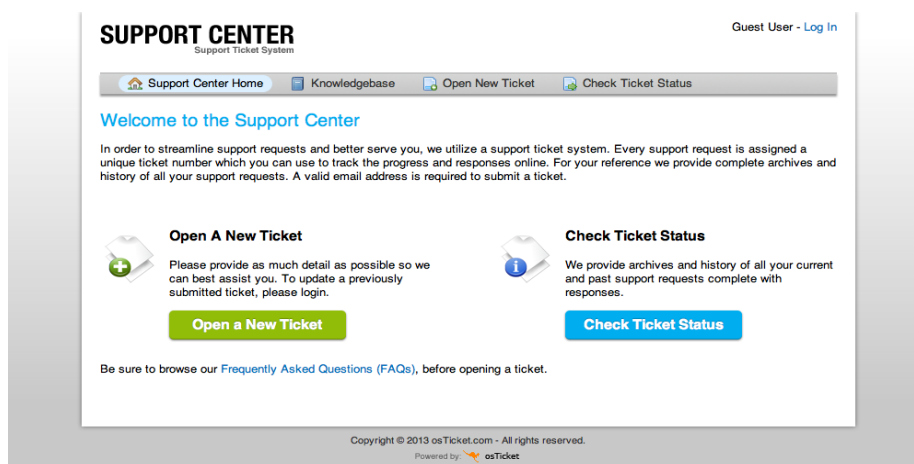 SUPPORT CENTER
Support Ticket System
Guest User - Log In
Support Center Home
Knowledgebase
Open New Ticket
Check Ticket Status
Welcome to the Support Center
In order to streamline support requests and better serve you, we utilize a support ticket system. Every support request is assigned a
unique ticket number which you can use to track the progress and responses online. For your reference we provide complete archives and
history of all your support requests. A valid email address is required to submit a ticket.
Open A New Ticket
Please provide as much detail as possible so we
can best assist you. To update a previously
submitted ticket, please login.
Open a New Ticket
Check Ticket Status
We provide archives and history of all your current
and past support requests complete with
responses.
Check Ticket Status
Be sure to browse our Frequently Asked Questions (FAQs), before opening a ticket.
Copyright © 2013 osTicket.com - All rights reserved.
Powered by: osTicket